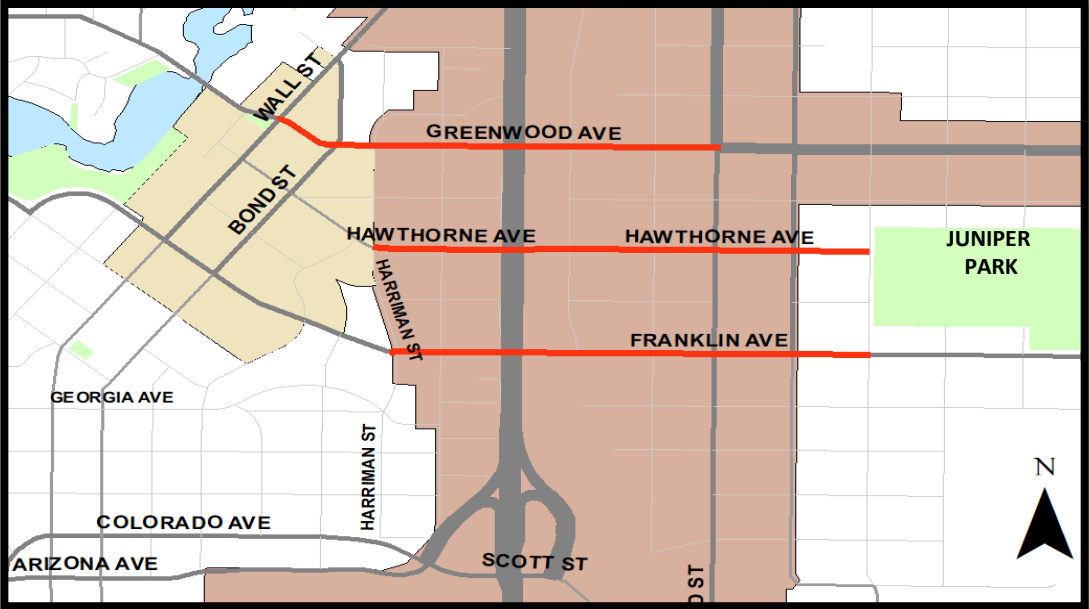 WALL ST
GREENWOOD AVE
BOND ST
HAWTHORNE AVE
HAWTHORNE AVE
JUNIPER
PARK
HARRIMAN ST
FRANKLIN AVE
GEORGIA AVE
HARRIMAN ST
N
COLORADO AVE
ARIZONA AVE
SCOTT ST
D ST